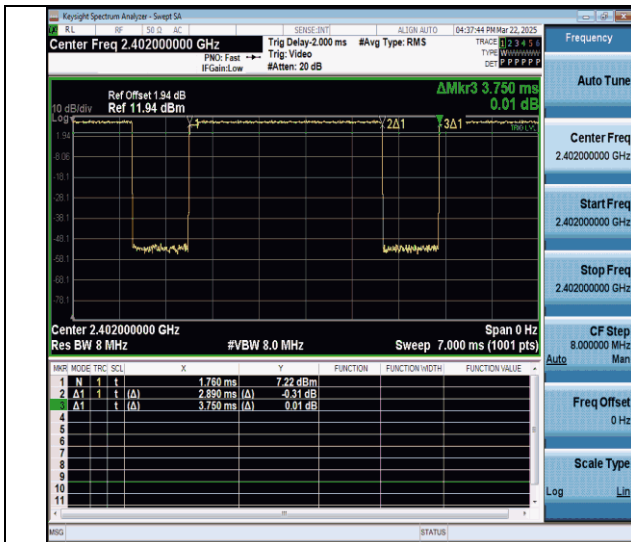 Keysight Spectrum Analyzer - Swept SA
RL RF 50 Ω AC SENSE:INT ALIGN AUTO 04:37:44 PM Mar 22, 2025
Center Freq 2.402000000 GHz
PNO: Fast
IFGain:Low
Trig Delay-2.000 ms
Trig: Video
#Atten: 20 dB
#Avg Type: RMS
TRACE 1 2 3 4 5 6
TYPE WWWWWW
DET P P P P P P
Frequency
Auto Tune
Center Freq
2.402000000 GHz
Start Freq
2.402000000 GHz
Stop Freq
2.402000000 GHz
CF Step
8.000000 MHz
Auto Man
Freq Offset
0 Hz
Scale Type
Log Lin
Ref Offset 1.94 dB
10 dB/div Ref 11.94 dBm
Log
ΔMkr3 3.750 ms
0.01 dB
1 2Δ1 3Δ1
TRIG LVL
1.94
-8.06
-18.1
-28.1
-38.1
-48.1
-58.1
-68.1
-78.1
Center 2.402000000 GHz Span 0 Hz
Res BW 8 MHz #VBW 8.0 MHz Sweep 7.000 ms (1001 pts)
MKR MODE TRC SCL X Y FUNCTION FUNCTION WIDTH FUNCTION VALUE
1 N 1 t 1.760 ms 7.22 dBm
2 Δ1 1 t (Δ) 2.890 ms (Δ) -0.31 dB
3 Δ1 t (Δ) 3.750 ms (Δ) 0.01 dB
4
5
6
7
8
9
10
11
MSG STATUS